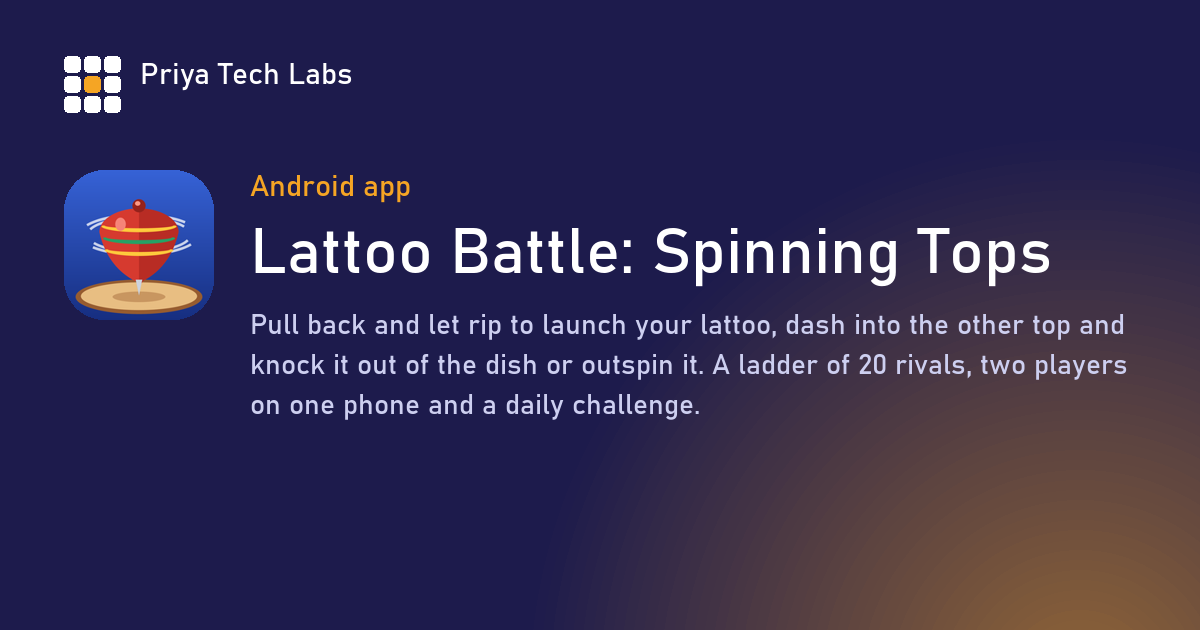 Priya Tech Labs
Android app
Lattoo Battle: Spinning Tops
Pull back and let rip to launch your lattoo, dash into the other top and
knock it out of the dish or outspin it. A ladder of 20 rivals, two players
on one phone and a daily challenge.